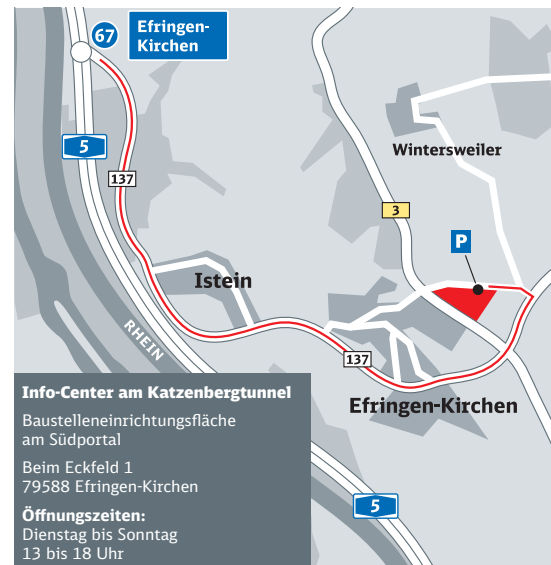 67
Efringen-
Kirchen
5
137
Wintersweiler
3
P
Istein
RHEIN
137
Efringen-Kirchen
5
Info-Center am Katzenbergtunnel
Baustelleneinrichtungsfläche
am Südportal
Beim Eckfeld 1
79588 Efringen-Kirchen
Öffnungszeiten:
Dienstag bis Sonntag
13 bis 18 Uhr